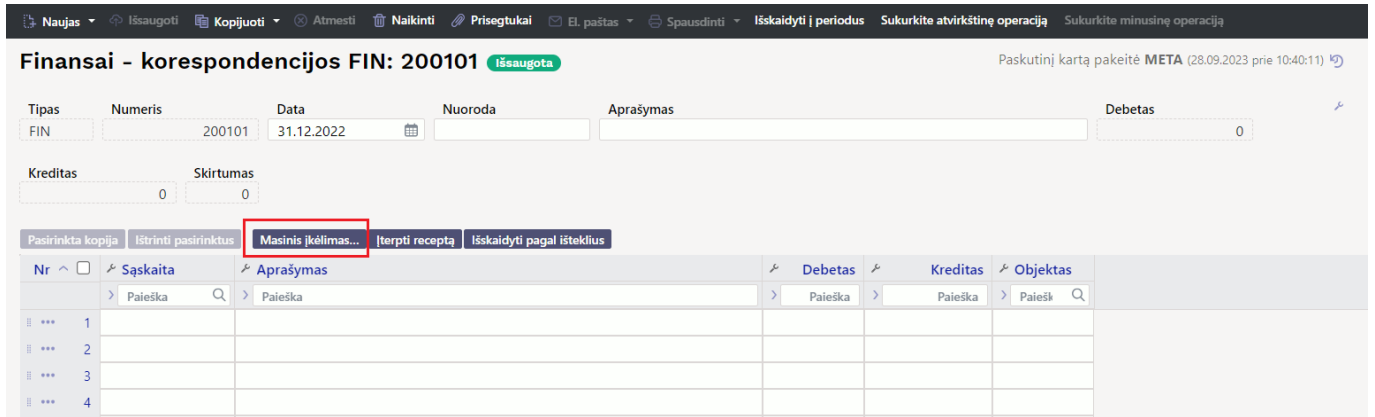 Naujas Išsaugoti Kopijuoti Atmesti Naikinti Prisegtukai El. paštas Spausdinti Išskaidyti į periodus Sukurkite atvirkštinę operaciją Sukurkite minusinę operaciją
Finansai - korespondencijos FIN: 200101 Išsaugota Paskutinį kartą pakeitė META (28.09.2023 prie 10:40:11)
Tipas Numeris Data Nuoroda Aprašymas Debetas
FIN 200101 31.12.2022 0
Kreditas Skirtumas
0 0
Pasirinkta kopija Ištrinti pasirinktus Masinis įkėlimas... Įterpti receptą Išskaidyti pagal išteklius
Nr Sąskaita Aprašymas Debetas Kreditas Objektas
Paieška Paieška Paieška Paieška Paiešk
1
2
3
4